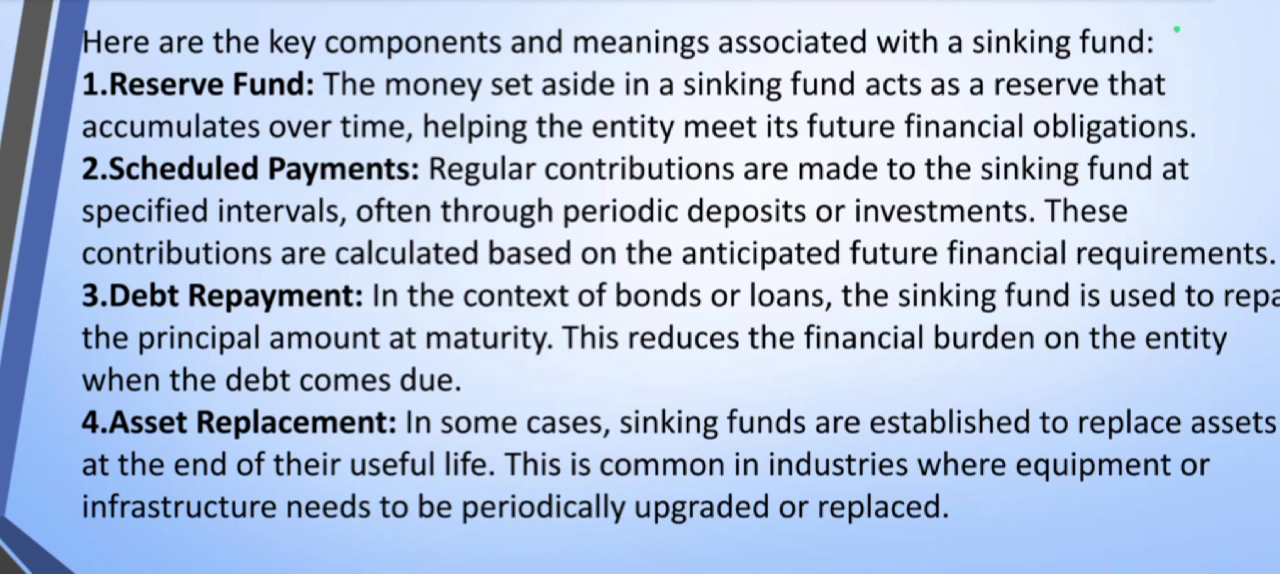 Here are the key components and meanings associated with a sinking fund:
1.Reserve Fund: The money set aside in a sinking fund acts as a reserve that
accumulates over time, helping the entity meet its future financial obligations.
2.Scheduled Payments: Regular contributions are made to the sinking fund at
specified intervals, often through periodic deposits or investments. These
contributions are calculated based on the anticipated future financial requirements.
3.Debt Repayment: In the context of bonds or loans, the sinking fund is used to repa
the principal amount at maturity. This reduces the financial burden on the entity
when the debt comes due.
4.Asset Replacement: In some cases, sinking funds are established to replace assets
at the end of their useful life. This is common in industries where equipment or
infrastructure needs to be periodically upgraded or replaced.